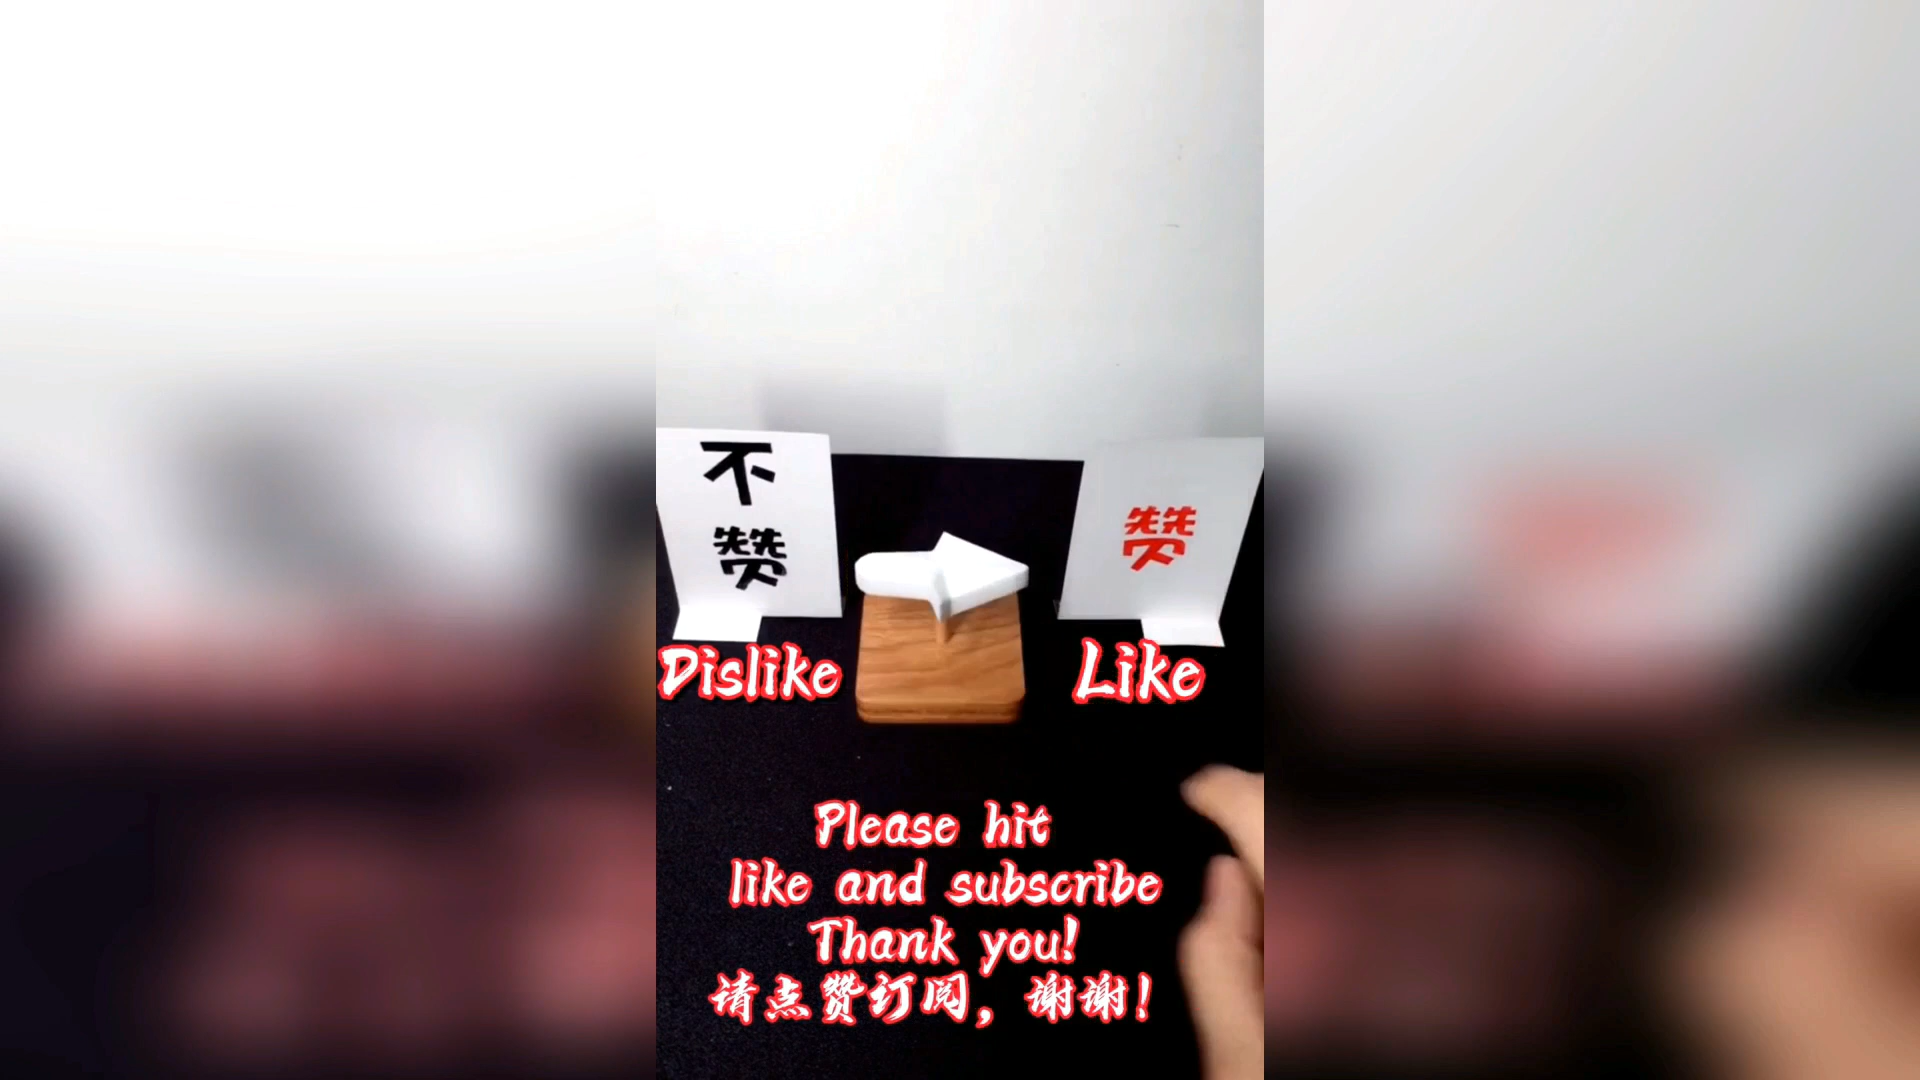 不
赞
赞
Dislike
Like
Please hit
like and subscribe
Thank you!
请点赞订阅，谢谢！